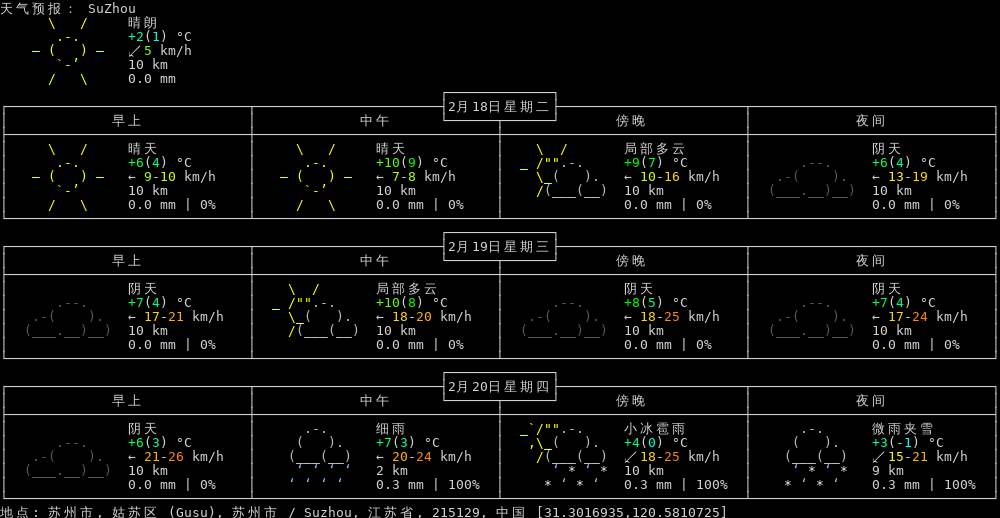 天气预报: SuZhou
晴朗
+2(1) °C
↙5 km/h
10 km
0.0 mm
2月18日星期二
早上 中午 傍晚 夜间
晴天 晴天 局部多云 阴天
+6(4) °C +10(9) °C +9(7) °C +6(4) °C
← 9-10 km/h ← 7-8 km/h ← 10-16 km/h ← 13-19 km/h
10 km 10 km 10 km 10 km
0.0 mm | 0% 0.0 mm | 0% 0.0 mm | 0% 0.0 mm | 0%
2月19日星期三
早上 中午 傍晚 夜间
阴天 局部多云 阴天 阴天
+7(4) °C +10(8) °C +8(5) °C +7(4) °C
← 17-21 km/h ← 18-20 km/h ← 18-25 km/h ← 17-24 km/h
10 km 10 km 10 km 10 km
0.0 mm | 0% 0.0 mm | 0% 0.0 mm | 0% 0.0 mm | 0%
2月20日星期四
早上 中午 傍晚 夜间
阴天 细雨 小冰雹雨 微雨夹雪
+6(3) °C +7(3) °C +4(0) °C +3(-1) °C
← 21-26 km/h ← 20-24 km/h ↙ 18-25 km/h ↙ 15-21 km/h
10 km 2 km 10 km 9 km
0.0 mm | 0% 0.3 mm | 100% 0.3 mm | 100% 0.3 mm | 100%
地点: 苏州市, 姑苏区 (Gusu), 苏州市 / Suzhou, 江苏省, 215129, 中国 [31.3016935,120.5810725]